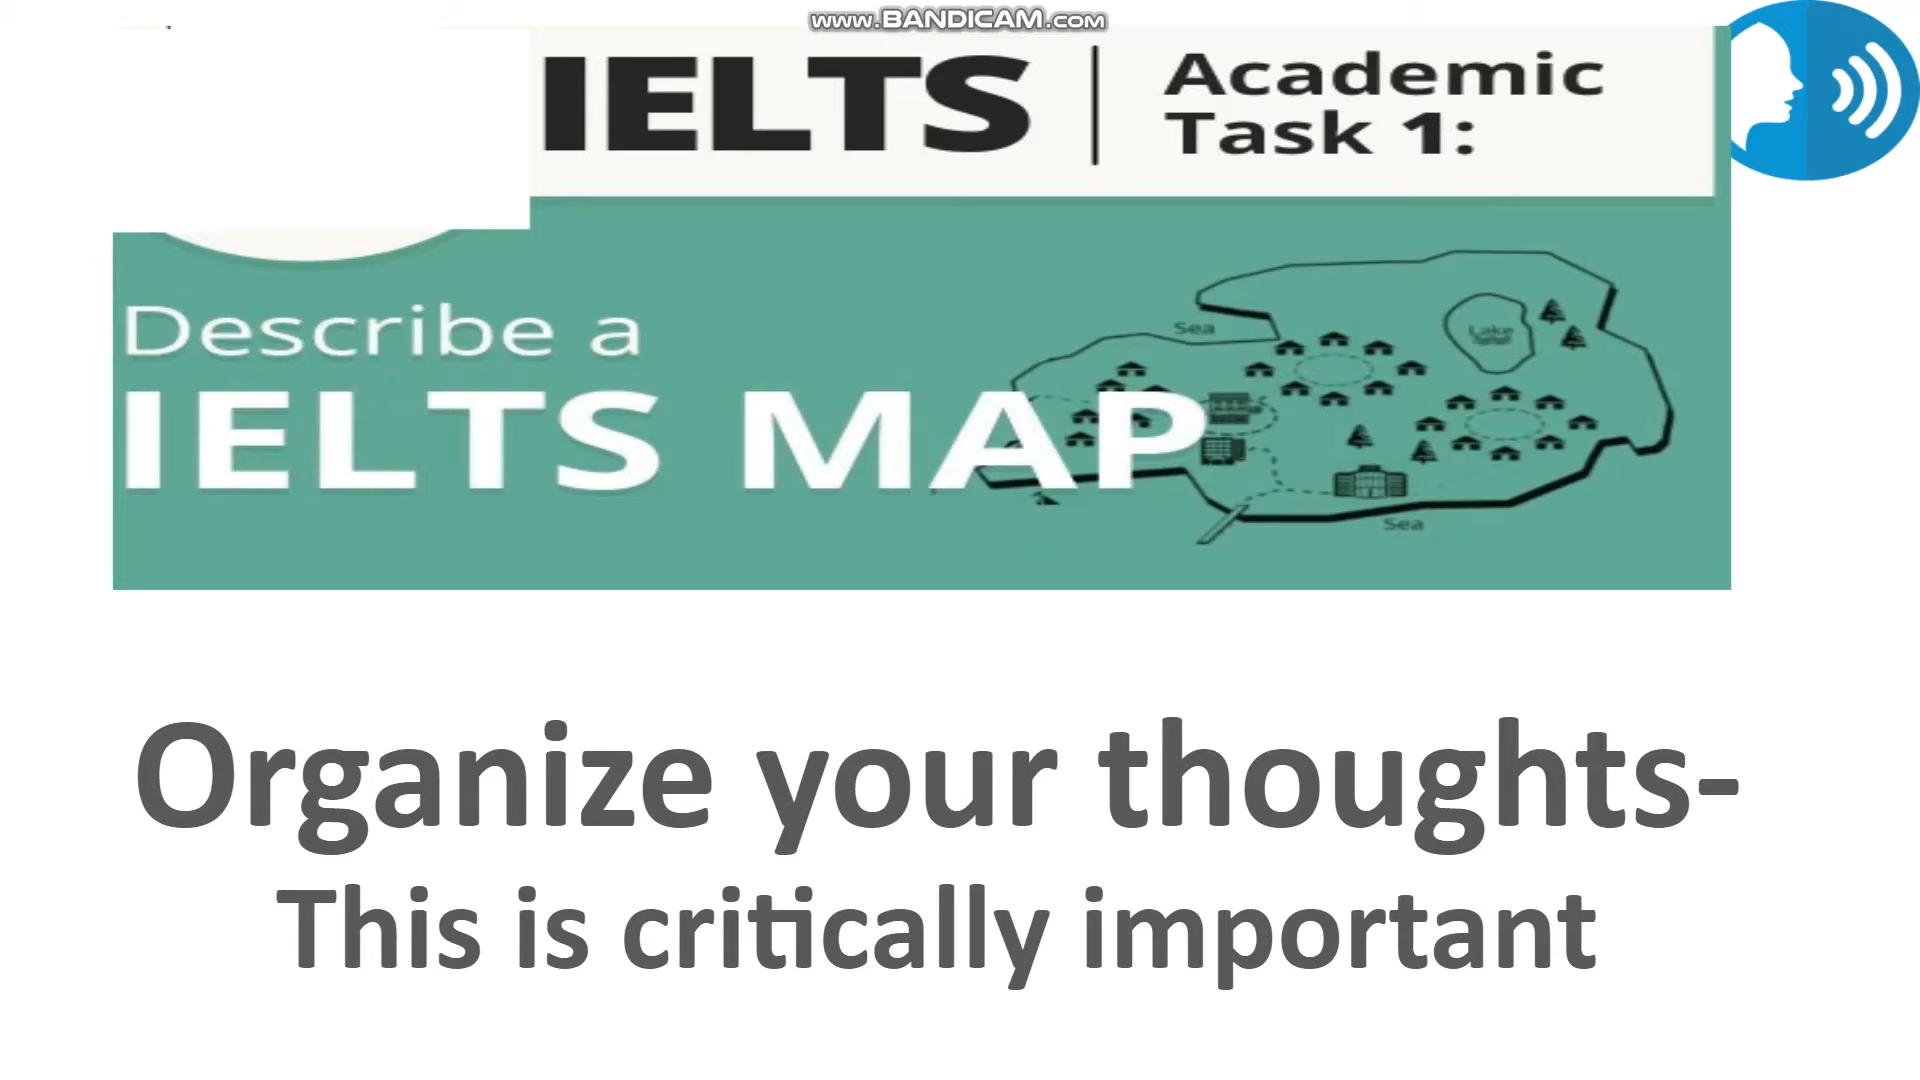 www.BANDICAM.com
IELTS
Academic
Task 1:
Describe a
IELTS MAP
Sea
Lake
Sea
Organize your thoughts-
This is critically important